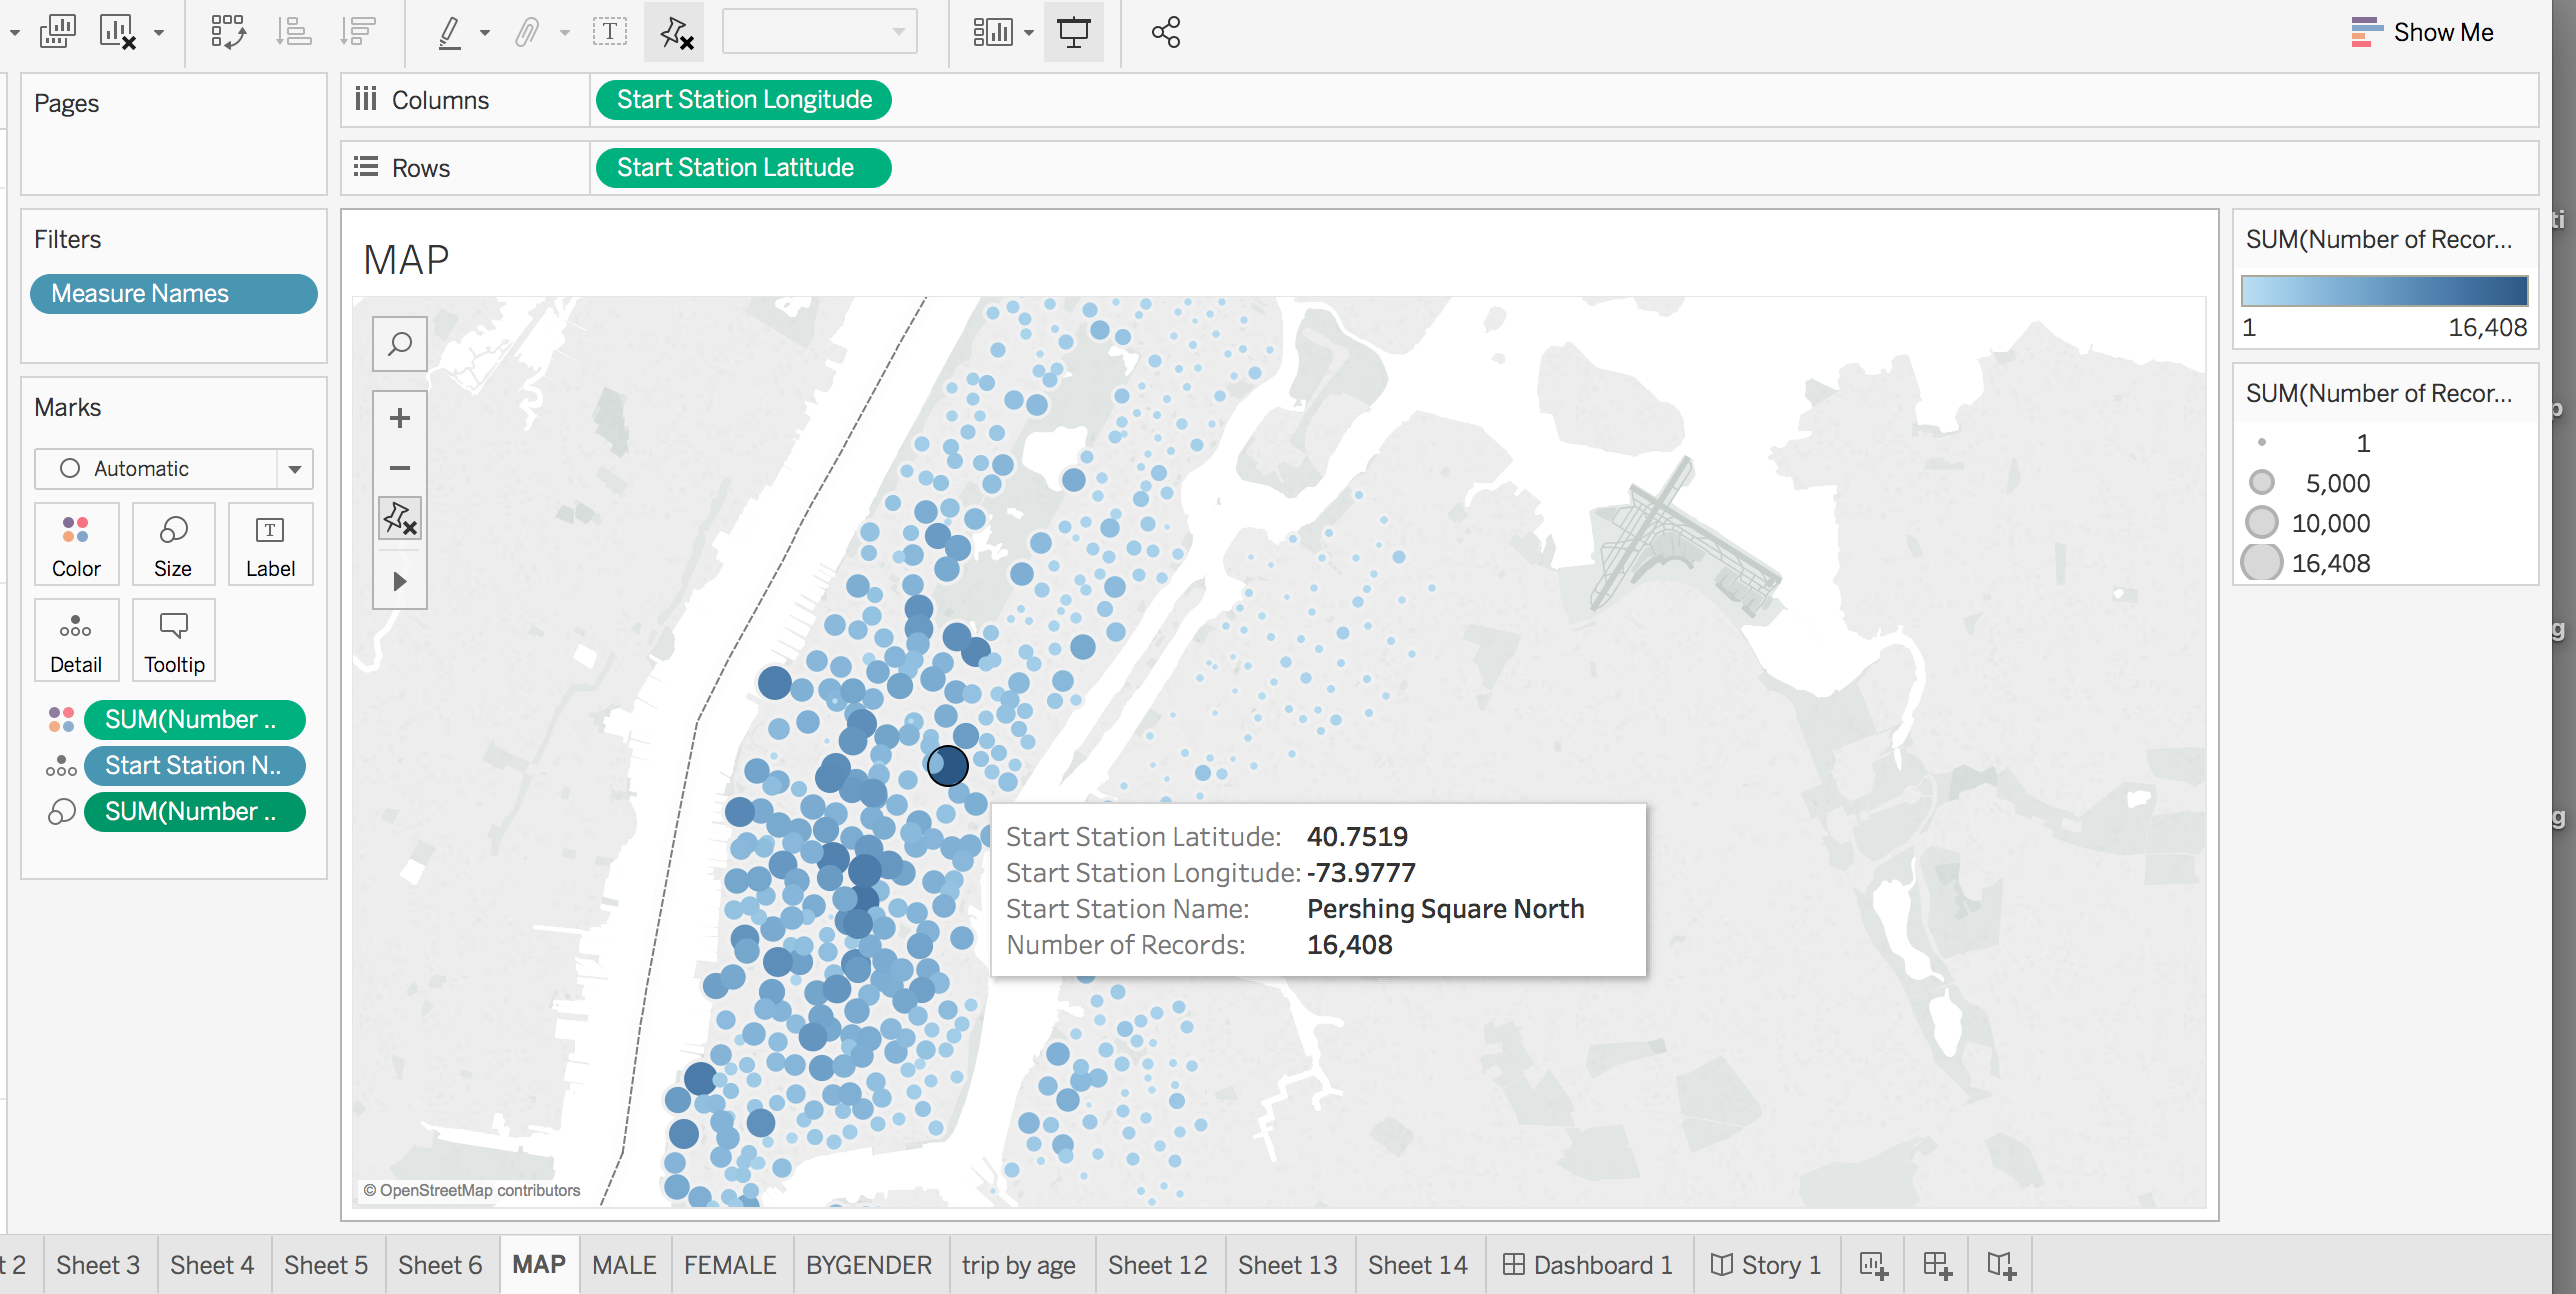 Show Me
Pages
Columns
Start Station Longitude
Rows
Start Station Latitude
Filters
Measure Names
Marks
Automatic
Color
Size
Label
Detail
Tooltip
SUM(Number ..
Start Station N..
SUM(Number ..
MAP
Start Station Latitude: 40.7519
Start Station Longitude: -73.9777
Start Station Name: Pershing Square North
Number of Records: 16,408
© OpenStreetMap contributors
SUM(Number of Recor...
1 16,408
SUM(Number of Recor...
1
5,000
10,000
16,408
ti
g
g
t 2 Sheet 3 Sheet 4 Sheet 5 Sheet 6 MAP MALE FEMALE BYGENDER trip by age Sheet 12 Sheet 13 Sheet 14 Dashboard 1 Story 1